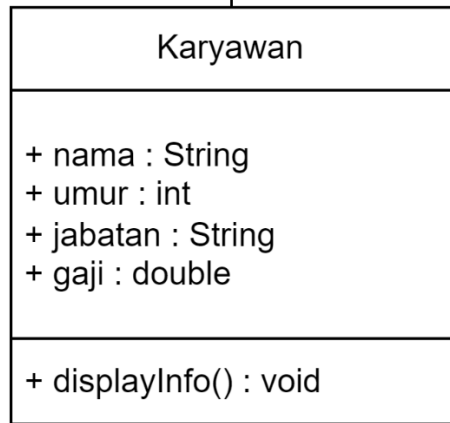 Karyawan
+ nama : String
+ umur : int
+ jabatan : String
+ gaji : double
+ displayInfo() : void